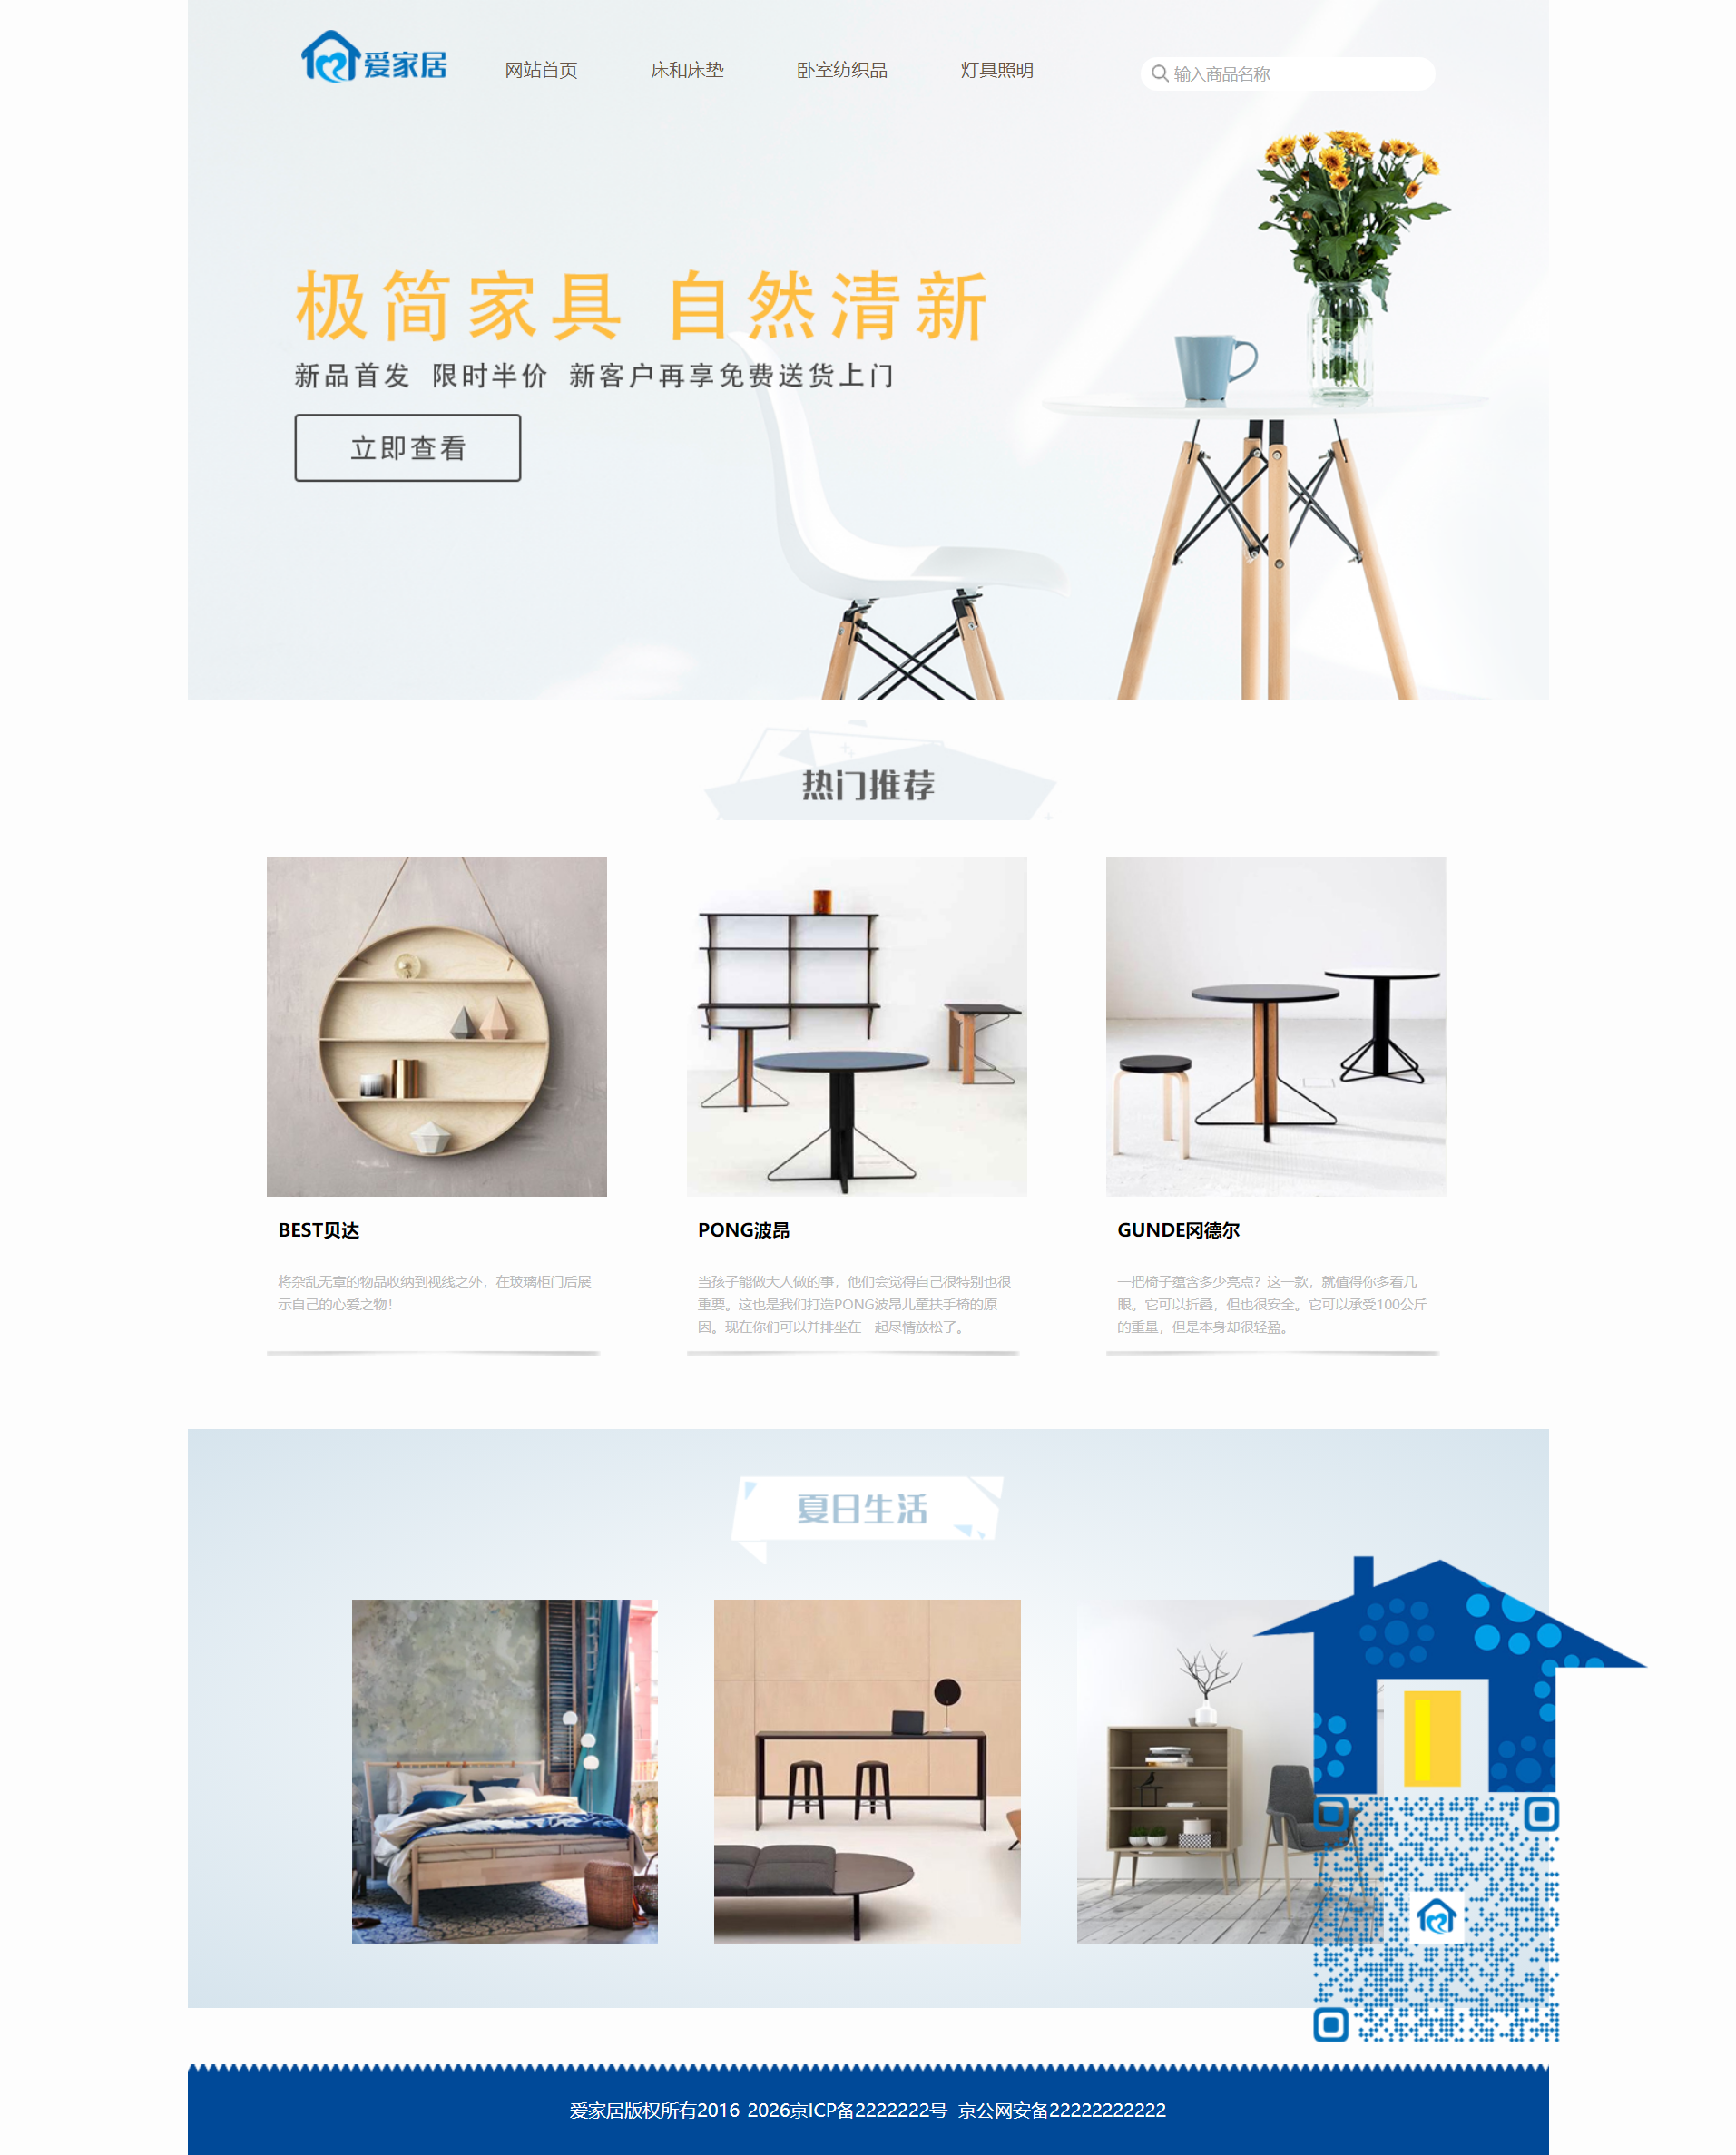 爱家居
网站首页
床和床垫
卧室纺织品
灯具照明
输入商品名称
极简家具 自然清新
新品首发 限时半价 新客户再享免费送货上门
立即查看
热门推荐
BEST贝达
将杂乱无章的物品收纳到视线之外，在玻璃柜门后展
示自己的心爱之物！
PONG波昂
当孩子能做大人做的事，他们会觉得自己很特别也很
重要。这也是我们打造PONG波昂儿童扶手椅的原
因。现在你们可以并排坐在一起尽情放松了。
GUNDE冈德尔
一把椅子蕴含多少亮点？这一款，就值得你多看几
眼。它可以折叠，但也很安全。它可以承受100公斤
的重量，但是本身却很轻盈。
夏日生活
爱家居版权所有2016-2026京ICP备2222222号 京公网安备22222222222